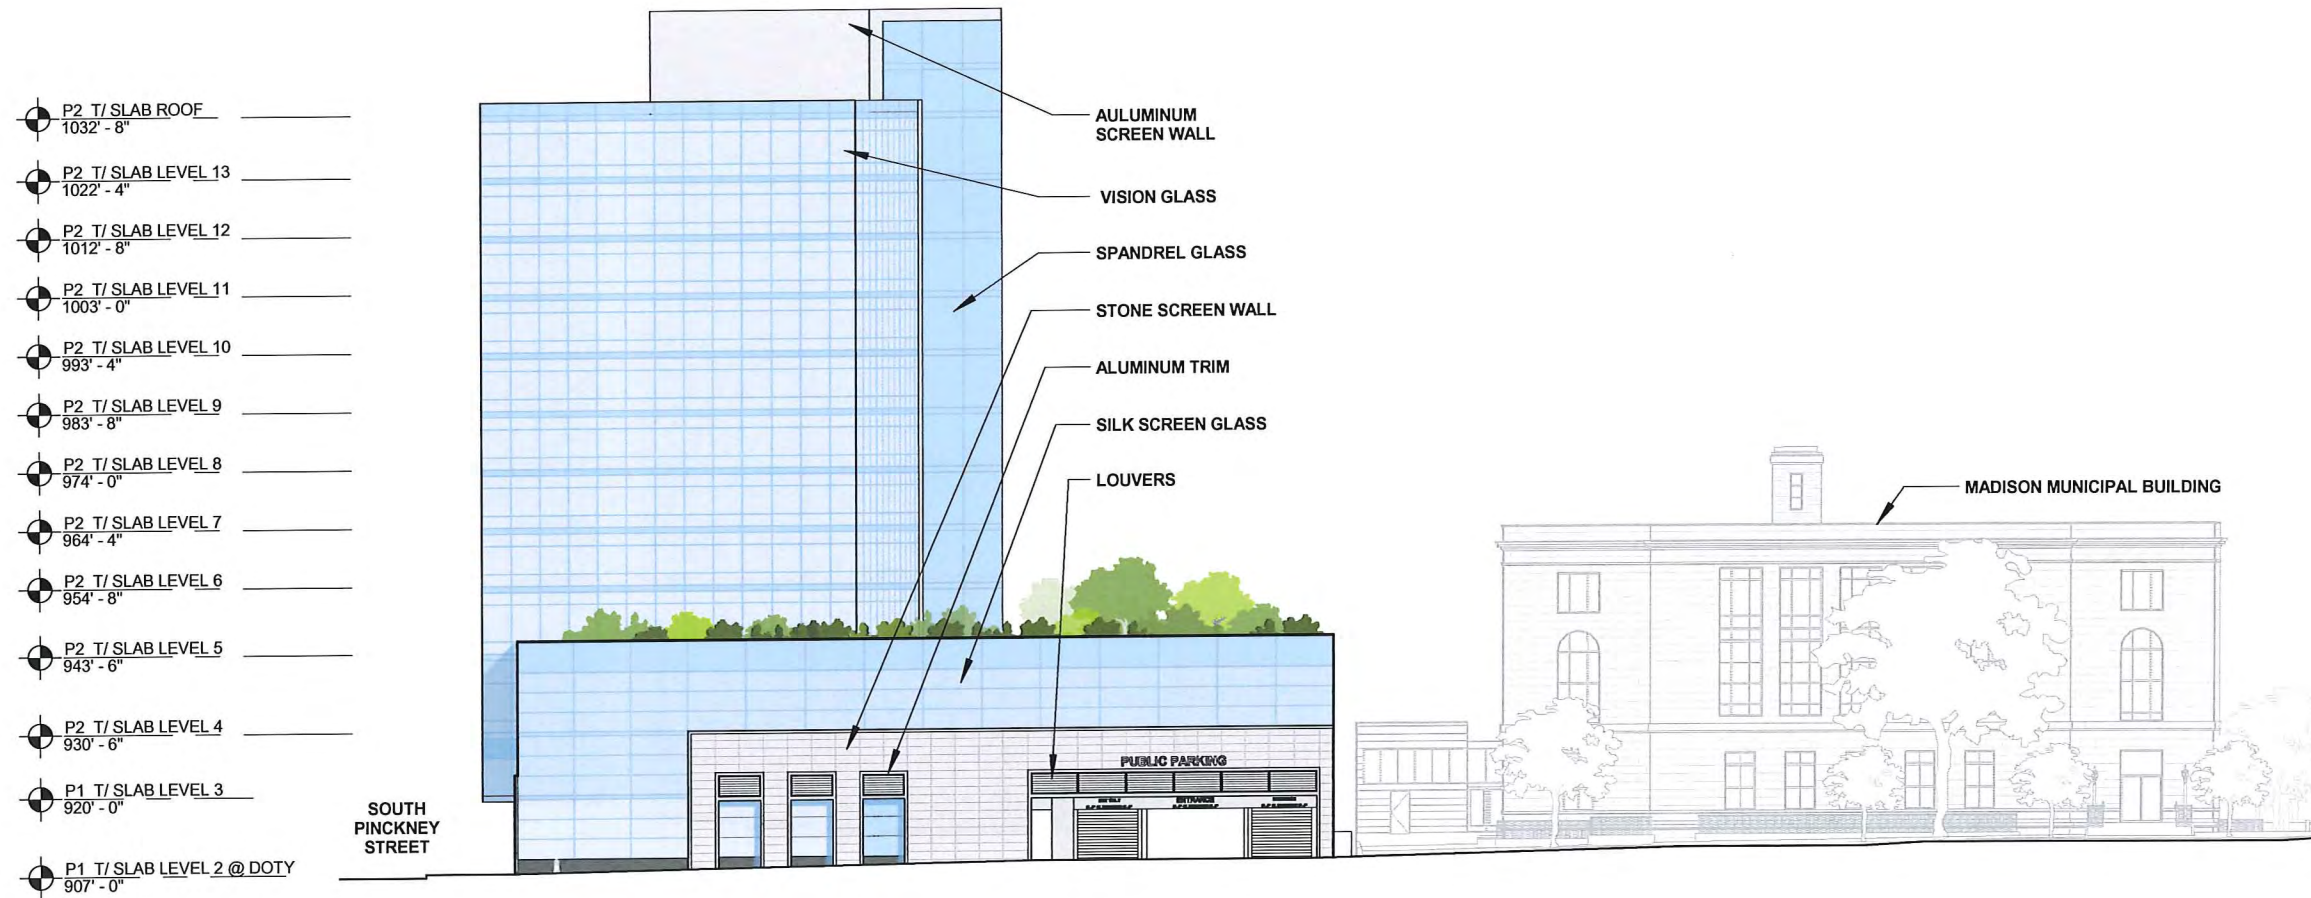 P2 T/ SLAB ROOF
1032' - 8"
P2 T/ SLAB LEVEL 13
1022' - 4"
P2 T/ SLAB LEVEL 12
1012' - 8"
P2 T/ SLAB LEVEL 11
1003' - 0"
P2 T/ SLAB LEVEL 10
993' - 4"
P2 T/ SLAB LEVEL 9
983' - 8"
P2 T/ SLAB LEVEL 8
974' - 0"
P2 T/ SLAB LEVEL 7
964' - 4"
P2 T/ SLAB LEVEL 6
954' - 8"
P2 T/ SLAB LEVEL 5
943' - 6"
P2 T/ SLAB LEVEL 4
930' - 6"
P1 T/ SLAB LEVEL 3
920' - 0"
P1 T/ SLAB LEVEL 2 @ DOTY
907' - 0"
SOUTH
PINCKNEY
STREET
AULUMINUM
SCREEN WALL
VISION GLASS
SPANDREL GLASS
STONE SCREEN WALL
ALUMINUM TRIM
SILK SCREEN GLASS
LOUVERS
PUBLIC PARKING
ENTRANCE
MADISON MUNICIPAL BUILDING